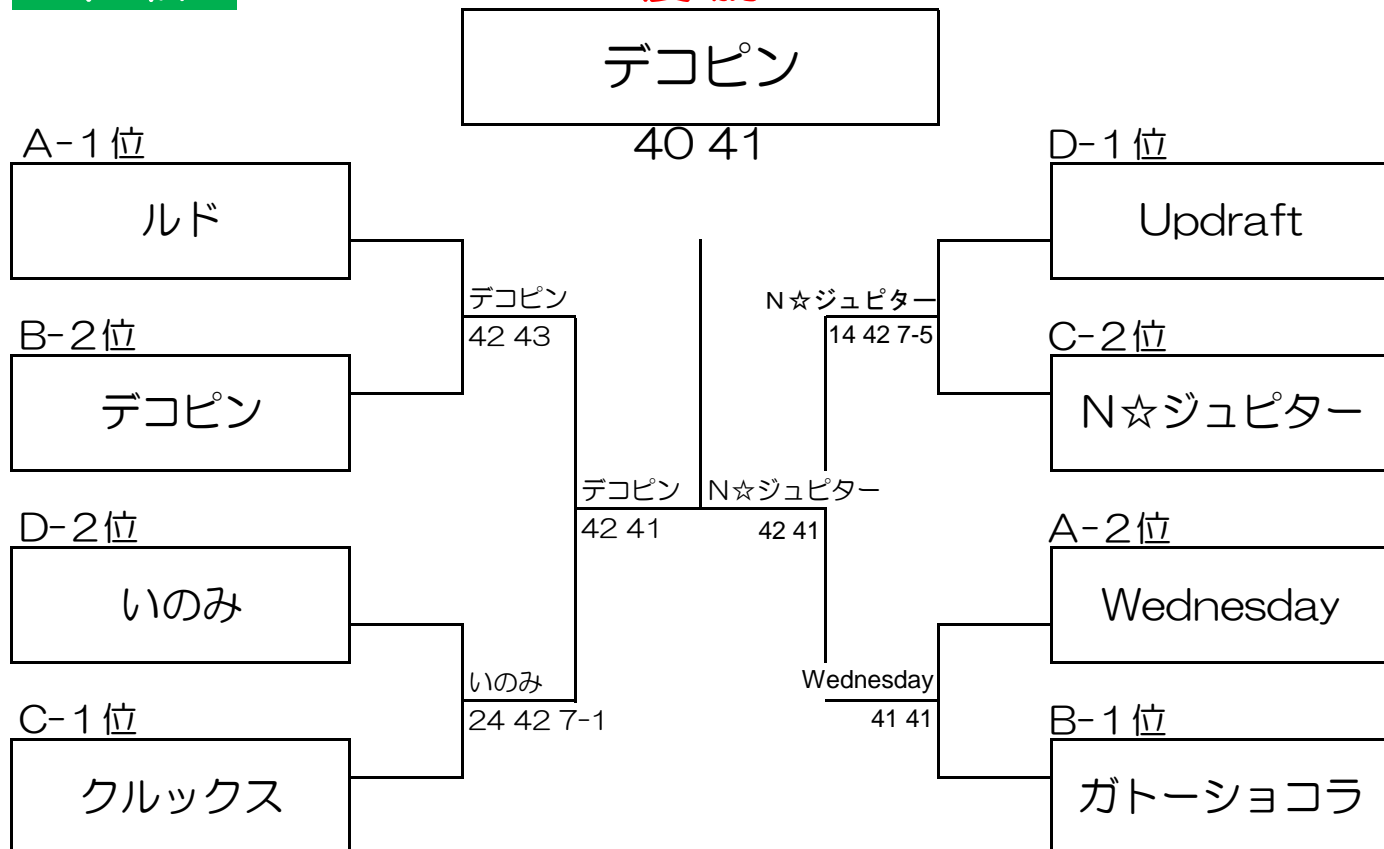 デコピン
40 41
A-1位
ルド
B-2位
デコピン
D-2位
いのみ
C-1位
クルックス
デコピン
42 43
いのみ
24 42 7-1
デコピン
42 41
N☆ジュピター
42 41
N☆ジュピター
14 42 7-5
Wednesday
41 41
D-1位
Updraft
C-2位
N☆ジュピター
A-2位
Wednesday
B-1位
ガトーショコラ